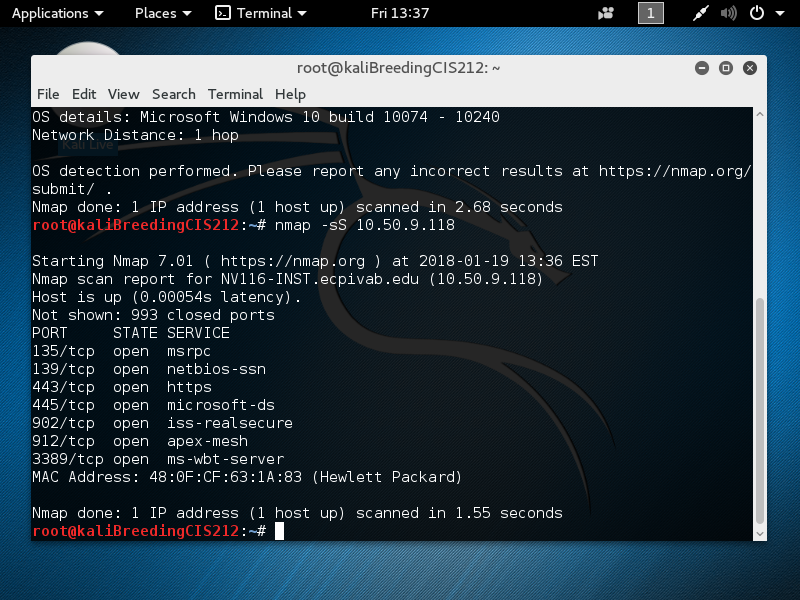 Applications Places Terminal Fri 13:37 1
root@kaliBreedingCIS212: ~
File Edit View Search Terminal Help
OS details: Microsoft Windows 10 build 10074 - 10240
Network Distance: 1 hop
Kali Live
OS detection performed. Please report any incorrect results at https://nmap.org/
submit/ .
Nmap done: 1 IP address (1 host up) scanned in 2.68 seconds
root@kaliBreedingCIS212:~# nmap -sS 10.50.9.118
Starting Nmap 7.01 ( https://nmap.org ) at 2018-01-19 13:36 EST
Nmap scan report for NV116-INST.ecpivab.edu (10.50.9.118)
Host is up (0.00054s latency).
Not shown: 993 closed ports
PORT STATE SERVICE
135/tcp open msrpc
139/tcp open netbios-ssn
443/tcp open https
445/tcp open microsoft-ds
902/tcp open iss-realsecure
912/tcp open apex-mesh
3389/tcp open ms-wbt-server
MAC Address: 48:0F:CF:63:1A:83 (Hewlett Packard)
Nmap done: 1 IP address (1 host up) scanned in 1.55 seconds
root@kaliBreedingCIS212:~#